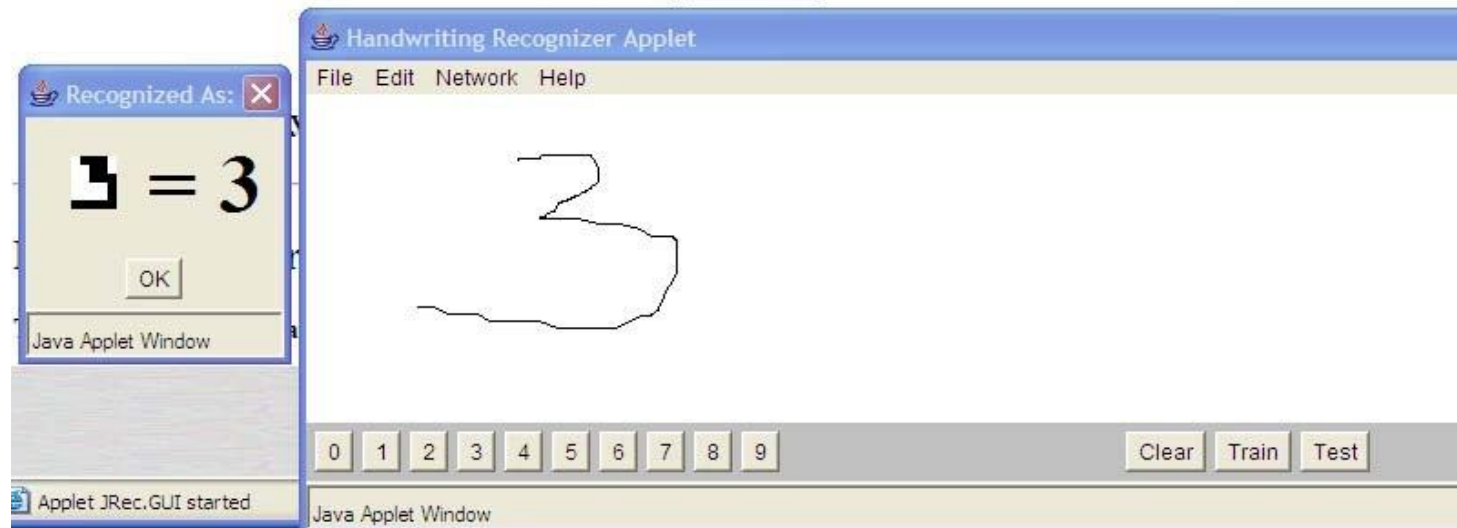 Handwriting Recognizer Applet
File Edit Network Help
Recognized As:
3 = 3
OK
Java Applet Window
3
0 1 2 3 4 5 6 7 8 9
Clear Train Test
Applet JRec.GUI started
Java Applet Window